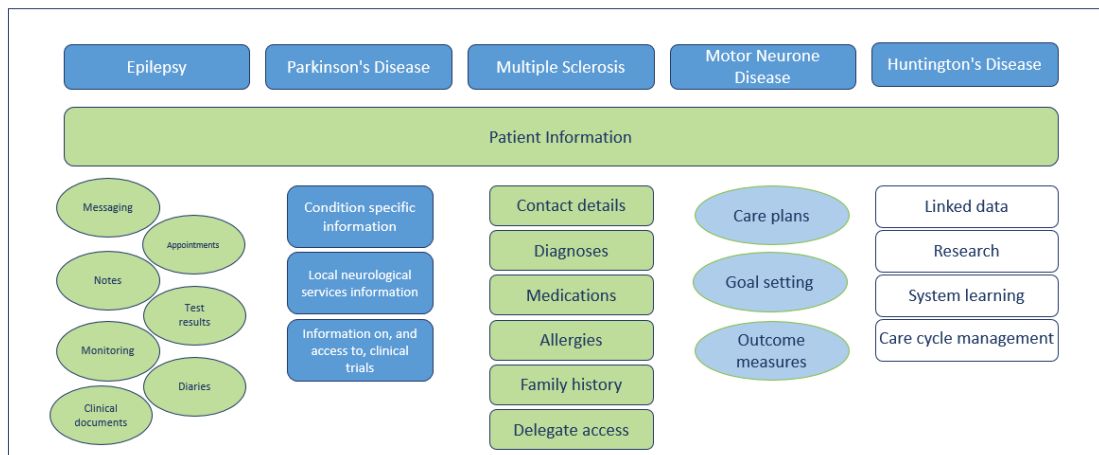 Epilepsy
Parkinson's Disease
Multiple Sclerosis
Motor Neurone
Disease
Huntington's Disease
Patient Information
Messaging
Appointments
Notes
Test
results
Monitoring
Diaries
Clinical
documents
Condition specific
information
Local neurological
services information
Information on, and
access to, clinical
trials
Contact details
Diagnoses
Medications
Allergies
Family history
Delegate access
Care plans
Goal setting
Outcome
measures
Linked data
Research
System learning
Care cycle management